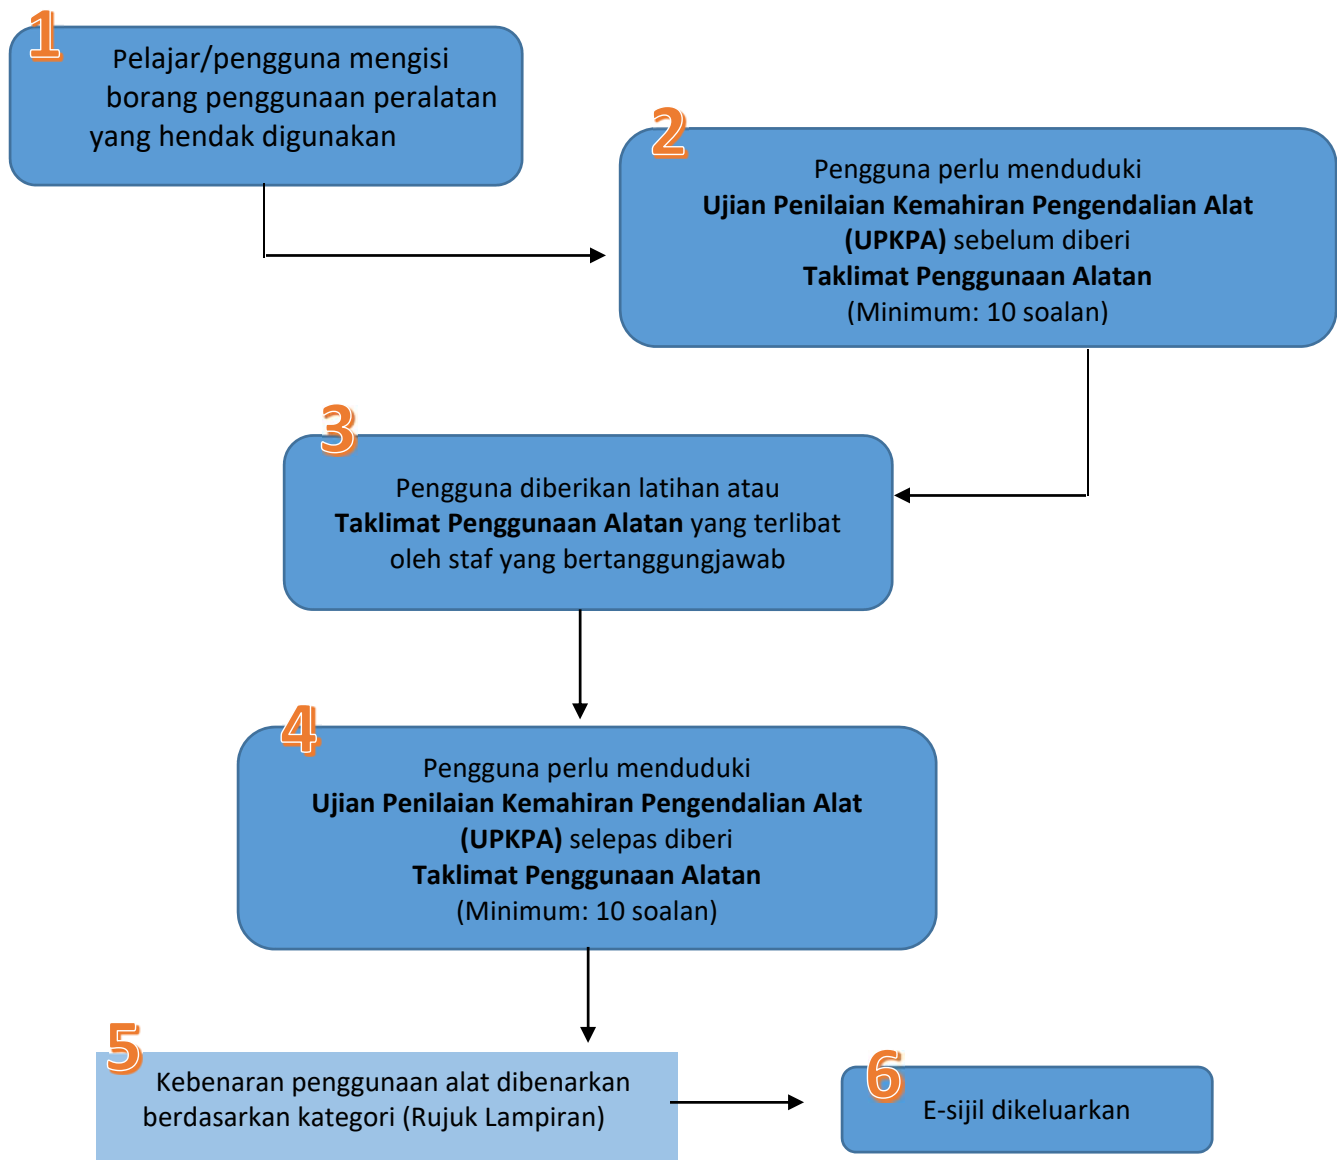 1
Pelajar/pengguna mengisi
borang penggunaan peralatan
yang hendak digunakan
2
Pengguna perlu menduduki
Ujian Penilaian Kemahiran Pengendalian Alat
(UPKPA) sebelum diberi
Taklimat Penggunaan Alatan
(Minimum: 10 soalan)
3
Pengguna diberikan latihan atau
Taklimat Penggunaan Alatan yang terlibat
oleh staf yang bertanggungjawab
4
Pengguna perlu menduduki
Ujian Penilaian Kemahiran Pengendalian Alat
(UPKPA) selepas diberi
Taklimat Penggunaan Alatan
(Minimum: 10 soalan)
5
Kebenaran penggunaan alat dibenarkan
berdasarkan kategori (Rujuk Lampiran)
6
E-sijil dikeluarkan